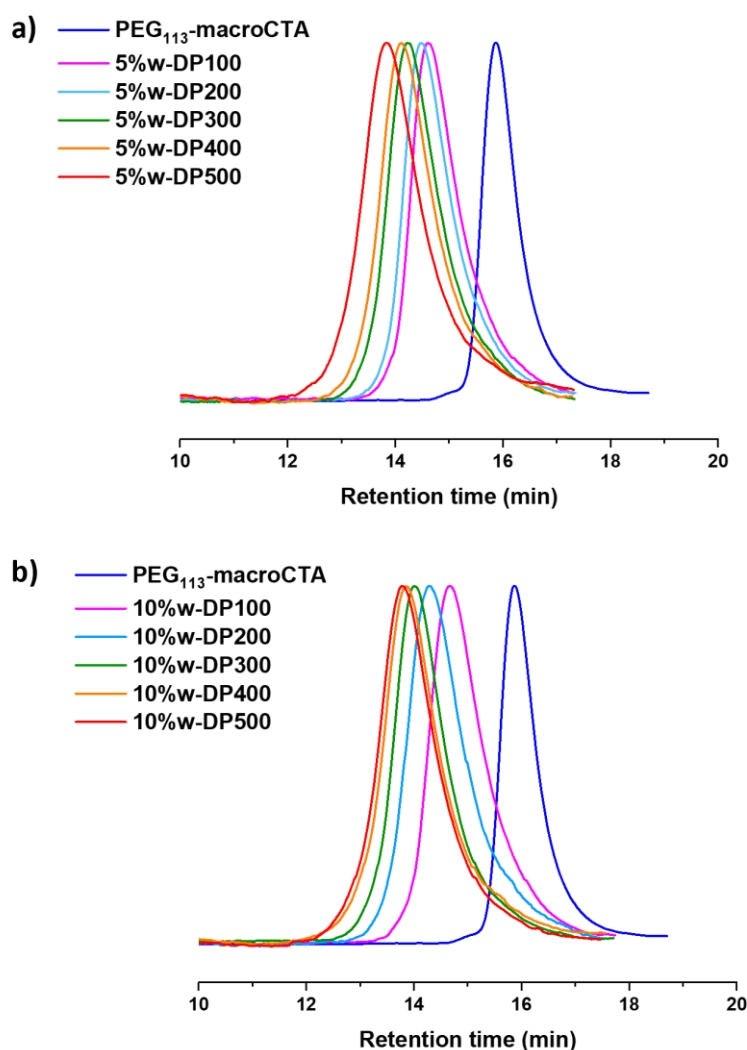 a)
PEG113-macroCTA
5%w-DP100
5%w-DP200
5%w-DP300
5%w-DP400
5%w-DP500
10 12 14 16 18 20
Retention time (min)
b)
PEG113-macroCTA
10%w-DP100
10%w-DP200
10%w-DP300
10%w-DP400
10%w-DP500
10 12 14 16 18 20
Retention time (min)